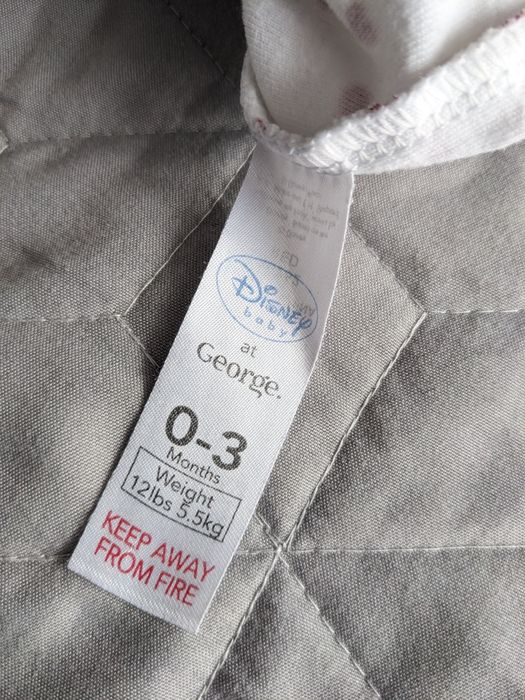 Disney
baby
at
George.
0-3
Months
Weight
12lbs 5.5kg
KEEP AWAY
FROM FIRE